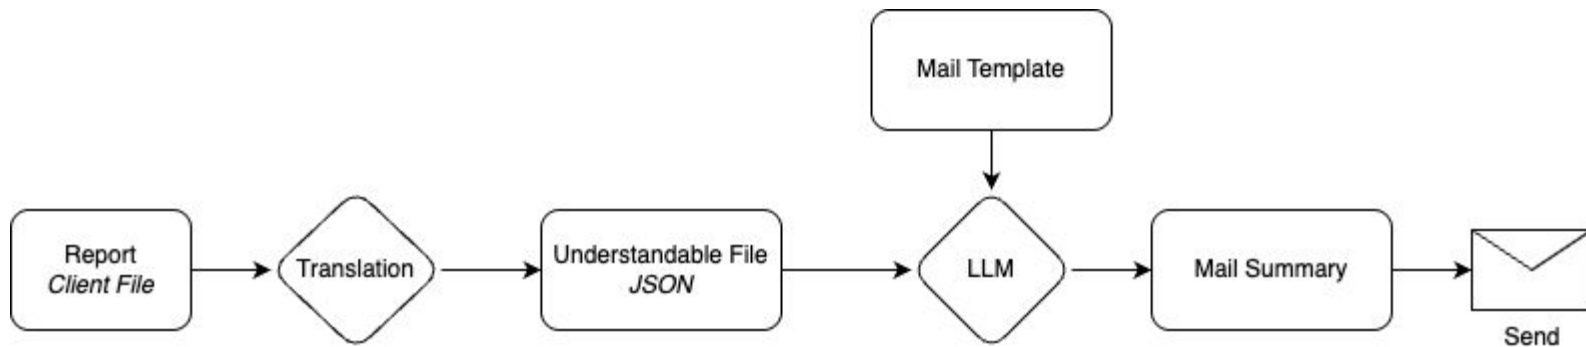 Mail Template
Report
Client File
Translation
Understandable File
JSON
LLM
Mail Summary
Send